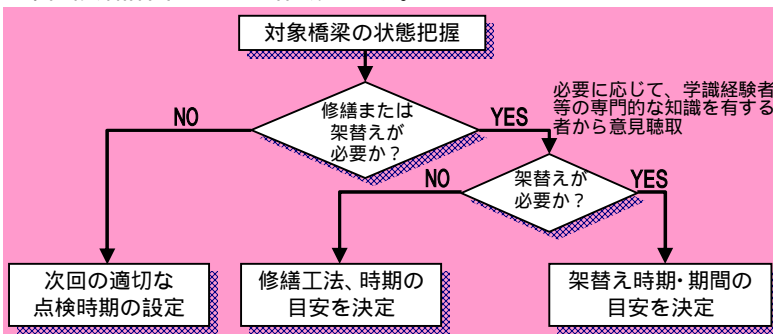 対象橋梁の状態把握
必要に応じて、学識経験者
等の専門的な知識を有する
者から意見聴取
修繕または
架替えが
必要か?
NO
YES
架替えが
必要か?
NO
YES
次回の適切な
点検時期の設定
修繕工法、時期の
目安を決定
架替え時期・期間の
目安を決定